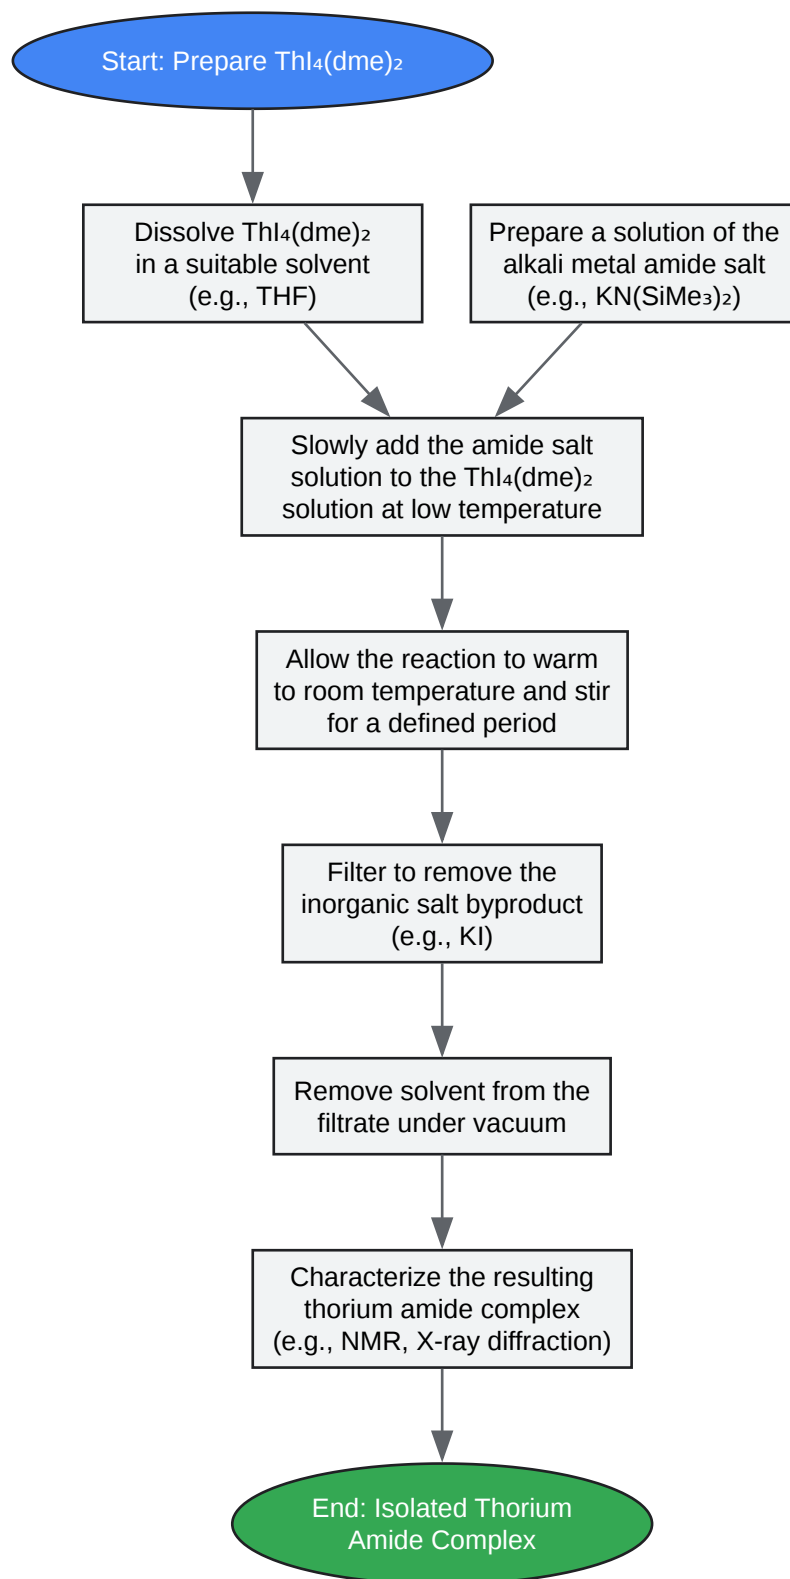 Start: Prepare ThI₄(dme)₂
Dissolve ThI₄(dme)₂
in a suitable solvent
(e.g., THF)
Prepare a solution of the
alkali metal amide salt
(e.g., KN(SiMe₃)₂)
Slowly add the amide salt
solution to the ThI₄(dme)₂
solution at low temperature
Allow the reaction to warm
to room temperature and stir
for a defined period
Filter to remove the
inorganic salt byproduct
(e.g., KI)
Remove solvent from the
filtrate under vacuum
Characterize the resulting
thorium amide complex
(e.g., NMR, X-ray diffraction)
End: Isolated Thorium
Amide Complex